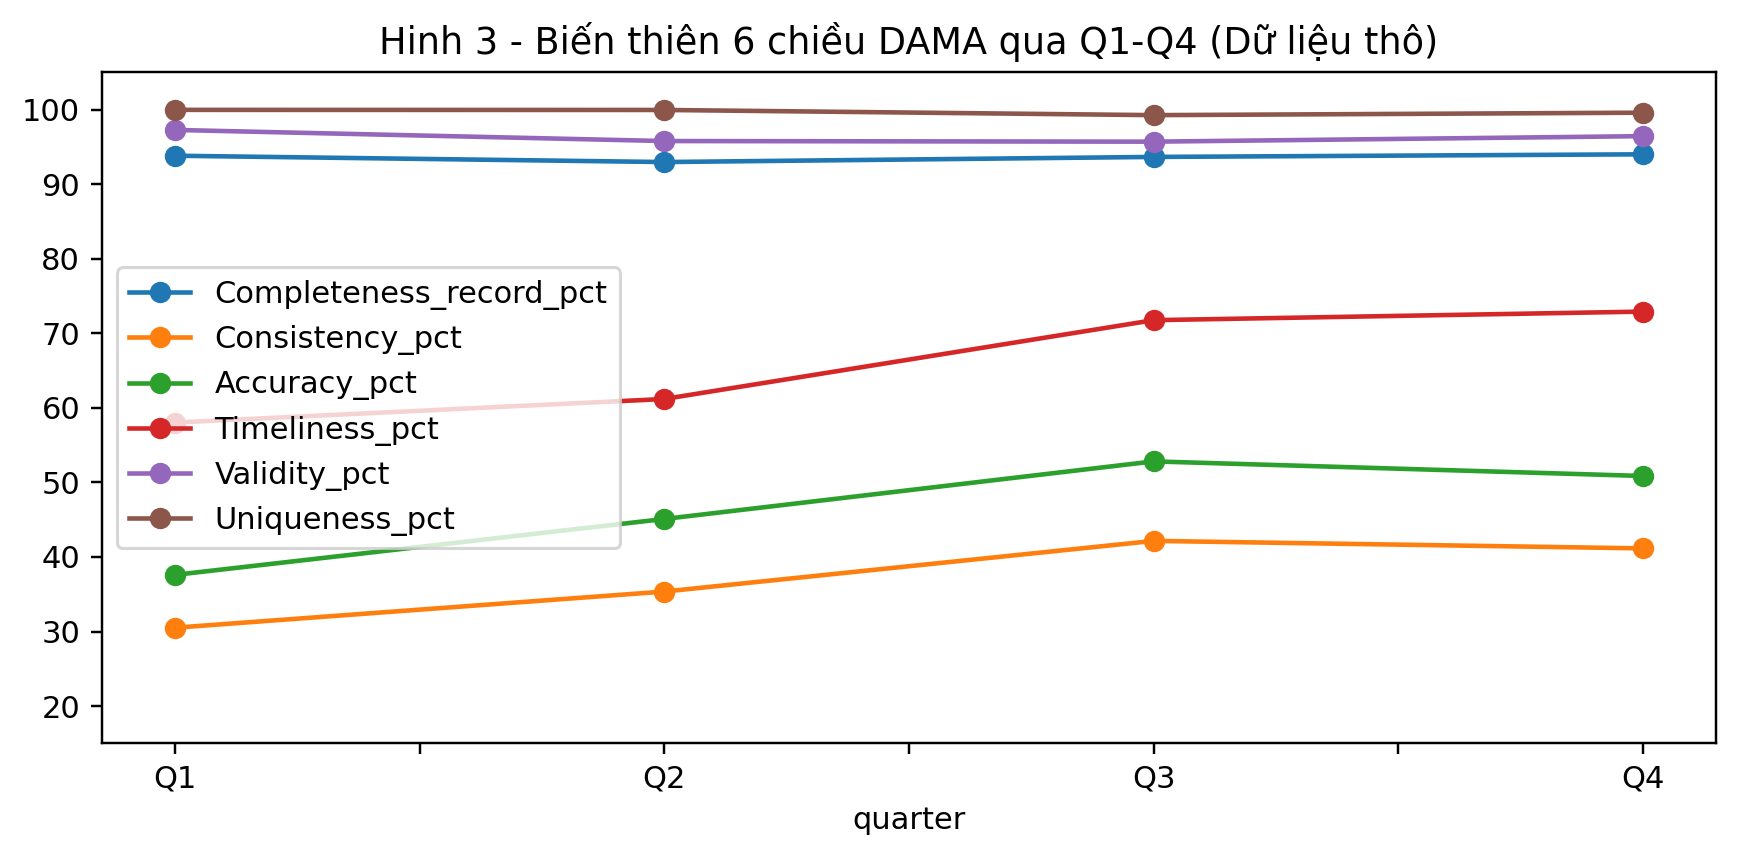 Hinh 3 - Biến thiên 6 chiều DAMA qua Q1-Q4 (Dữ liệu thô)
100
90
80
70
60
50
40
30
20
Completeness_record_pct
Consistency_pct
Accuracy_pct
Timeliness_pct
Validity_pct
Uniqueness_pct
Q1 Q2 Q3 Q4
quarter